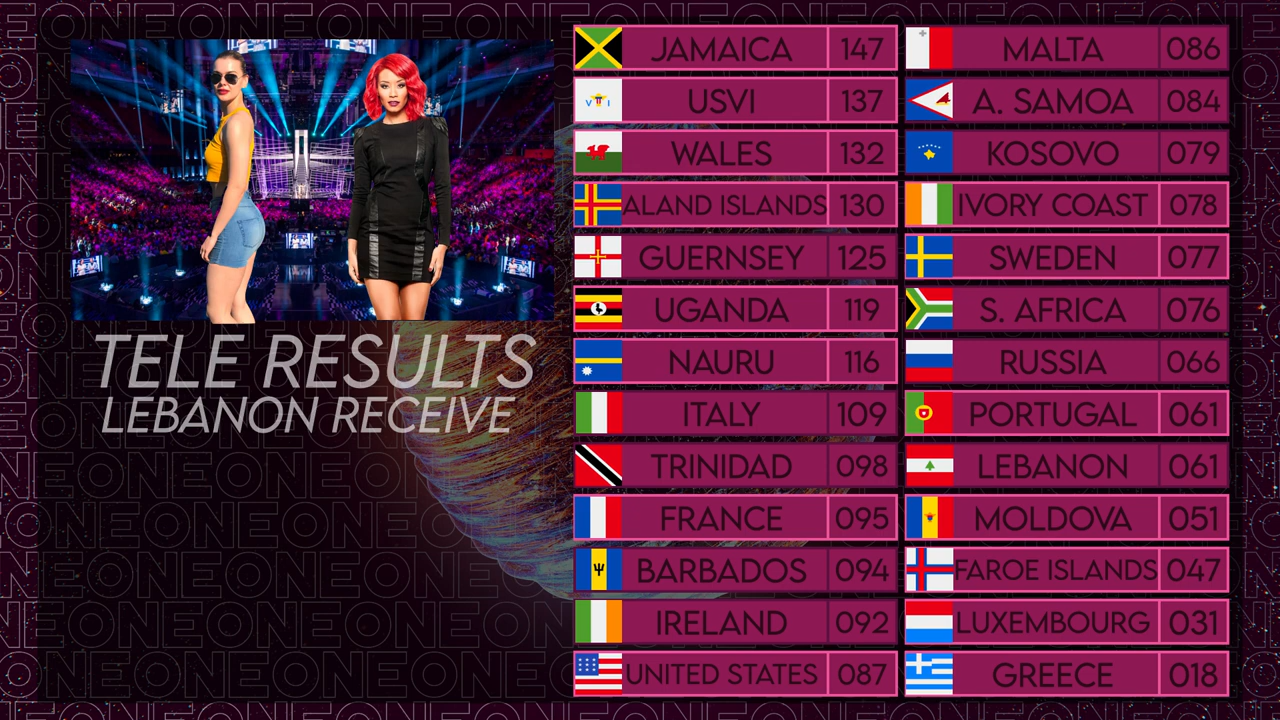 TELE RESULTS
LEBANON RECEIVE
JAMAICA 147
USVI 137
WALES 132
ALAND ISLANDS 130
GUERNSEY 125
UGANDA 119
NAURU 116
ITALY 109
TRINIDAD 098
FRANCE 095
BARBADOS 094
IRELAND 092
UNITED STATES 087
MALTA 086
A. SAMOA 084
KOSOVO 079
IVORY COAST 078
SWEDEN 077
S. AFRICA 076
RUSSIA 066
PORTUGAL 061
LEBANON 061
MOLDOVA 051
FAROE ISLANDS 047
LUXEMBOURG 031
GREECE 018